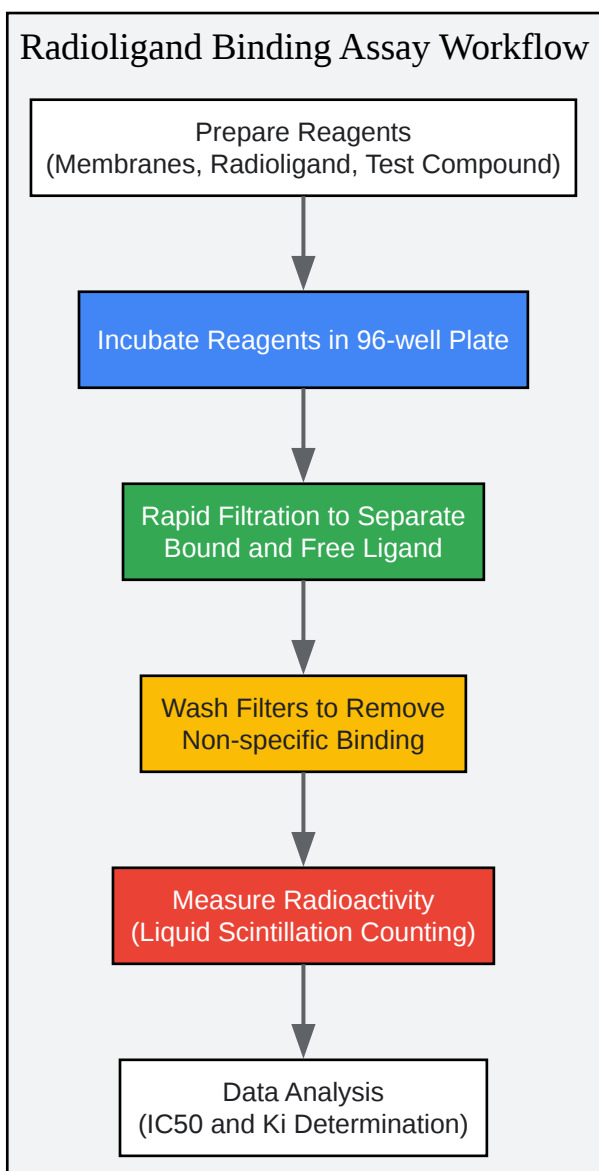 Radioligand Binding Assay Workflow
Prepare Reagents
(Membranes, Radioligand, Test Compound)
Incubate Reagents in 96-well Plate
Rapid Filtration to Separate
Bound and Free Ligand
Wash Filters to Remove
Non-specific Binding
Measure Radioactivity
(Liquid Scintillation Counting)
Data Analysis
(IC50 and Ki Determination)